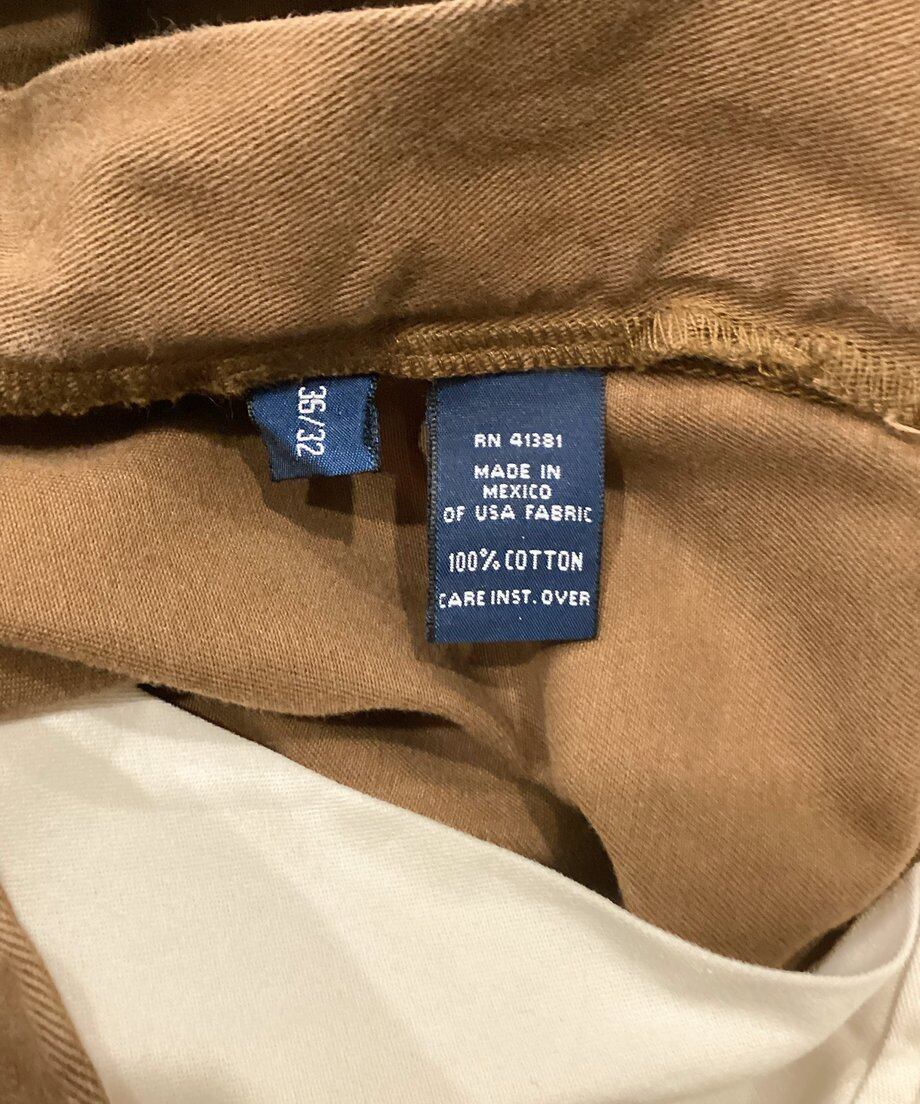 36/32
RN 41381
MADE IN
MEXICO
OF USA FABRIC
100% COTTON
CARE INST. OVER